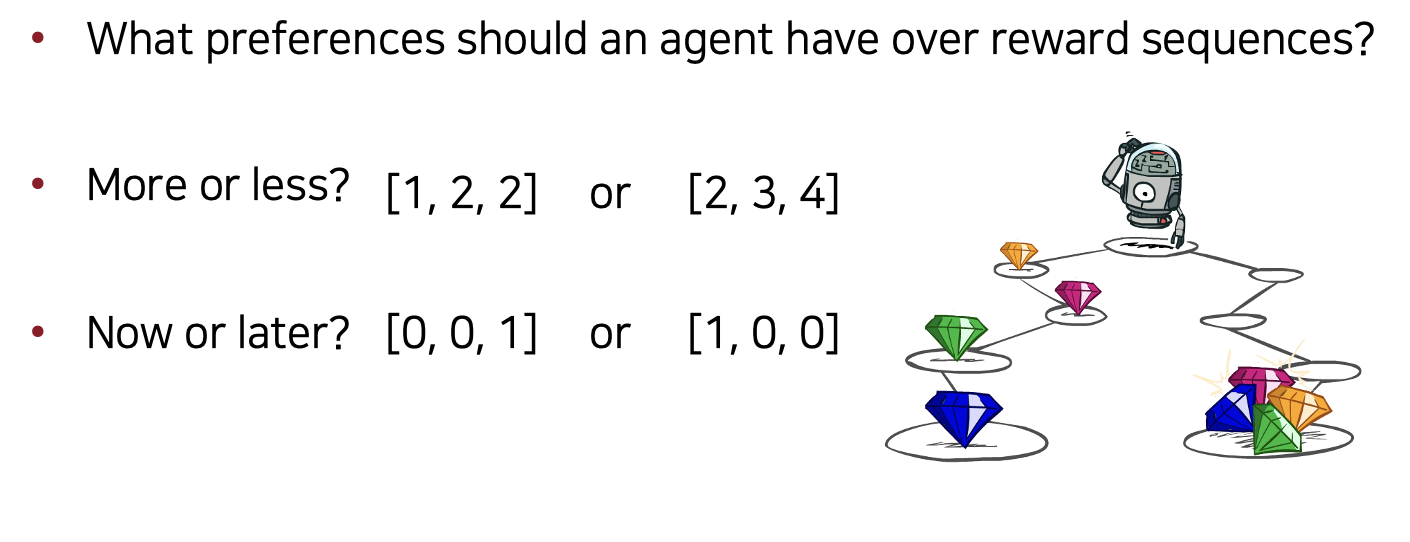 • What preferences should an agent have over reward sequences?
• More or less? [1, 2, 2] or [2, 3, 4]
• Now or later? [0, 0, 1] or [1, 0, 0]